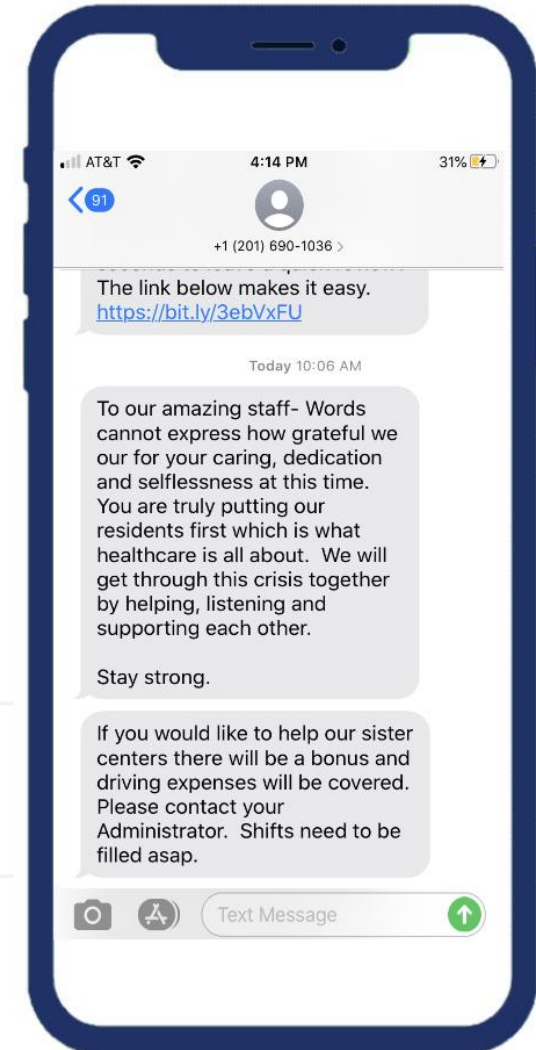 AT&T
4:14 PM
31%
91
+1 (201) 690-1036 >
The link below makes it easy.
https://bit.ly/3ebVxFU
Today 10:06 AM
To our amazing staff- Words
cannot express how grateful we
our for your caring, dedication
and selflessness at this time.
You are truly putting our
residents first which is what
healthcare is all about.  We will
get through this crisis together
by helping, listening and
supporting each other.
Stay strong.
If you would like to help our sister
centers there will be a bonus and
driving expenses will be covered.
Please contact your
Administrator.  Shifts need to be
filled asap.
Text Message